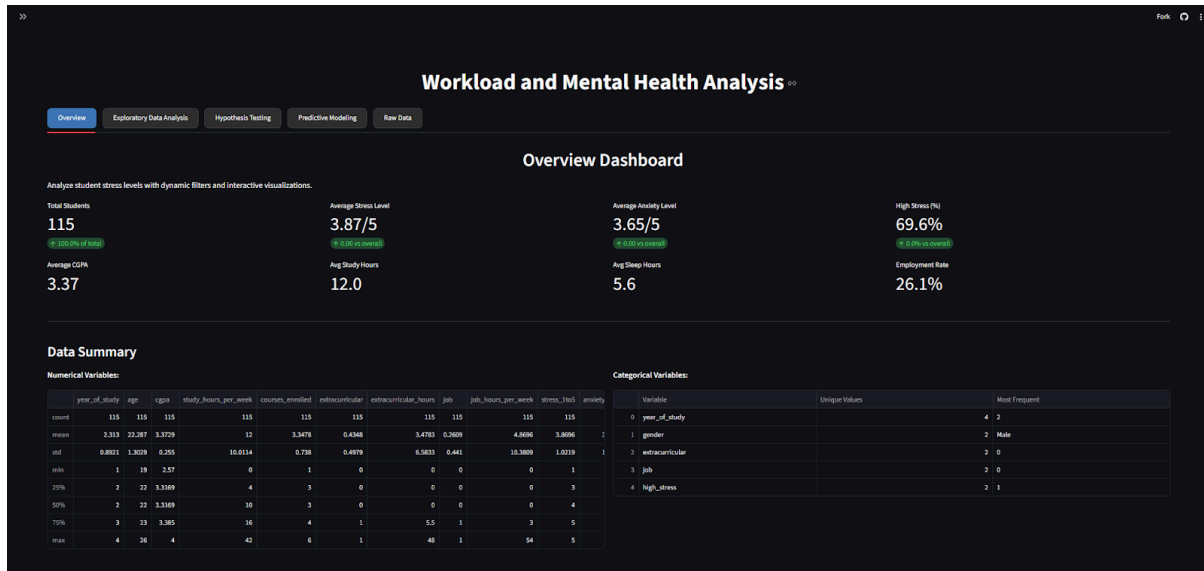 Fork
Workload and Mental Health Analysis
Overview Exploratory Data Analysis Hypothesis Testing Predictive Modeling Raw Data
Overview Dashboard
Analyze student stress levels with dynamic filters and interactive visualizations.
Total Students Average Stress Level Average Anxiety Level High Stress (%)
115 3.87/5 3.65/5 69.6%
↑ 100.0% of total ↑ 0.00 vs overall ↑ 0.00 vs overall ↑ 0.0% vs overall
Average CGPA Avg Study Hours Avg Sleep Hours Employment Rate
3.37 12.0 5.6 26.1%
Data Summary
Numerical Variables:
year_of_study age cgpa study_hours_per_week courses_enrolled extracurricular extracurricular_hours job job_hours_per_week stress_1to5 anxiety
count 115 115 115 115 115 115 115 115 115 115
mean 2.313 22.287 3.3729 12 3.3478 0.4348 3.4783 0.2609 4.8696 3.8696 3
std 0.8921 1.3029 0.255 10.0114 0.738 0.4979 6.5833 0.441 10.3809 1.0219 1
min 1 19 2.57 0 1 0 0 0 0 1
25% 2 22 3.3169 4 3 0 0 0 0 3
50% 2 22 3.3169 10 3 0 0 0 0 4
75% 3 23 3.385 16 4 1 5.5 1 3 5
max 4 26 4 42 6 1 48 1 54 5
Categorical Variables:
Variable Unique Values Most Frequent
0 year_of_study 4 2
1 gender 2 Male
2 extracurricular 2 0
3 job 2 0
4 high_stress 2 1